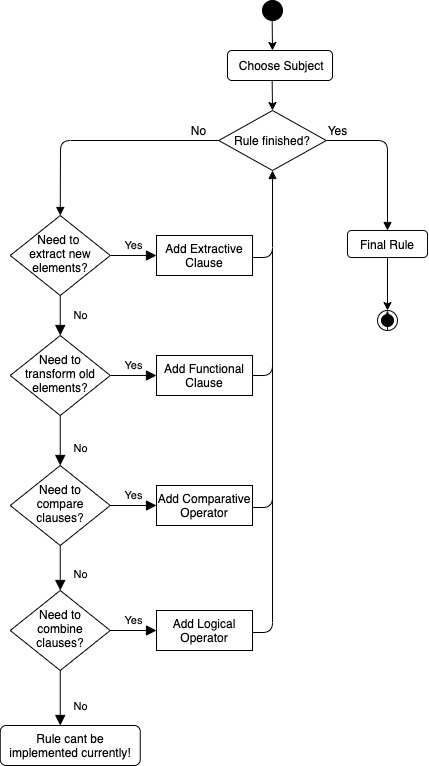 Choose Subject
No
Yes
Rule finished?
Need to
extract new
elements?
Yes
Add Extractive
Clause
Final Rule
No
Need to
transform old
elements?
Yes
Add Functional
Clause
No
Need to
compare
clauses?
Yes
Add Comparative
Operator
No
Need to
combine
clauses?
Yes
Add Logical
Operator
No
Rule cant be
implemented currently!